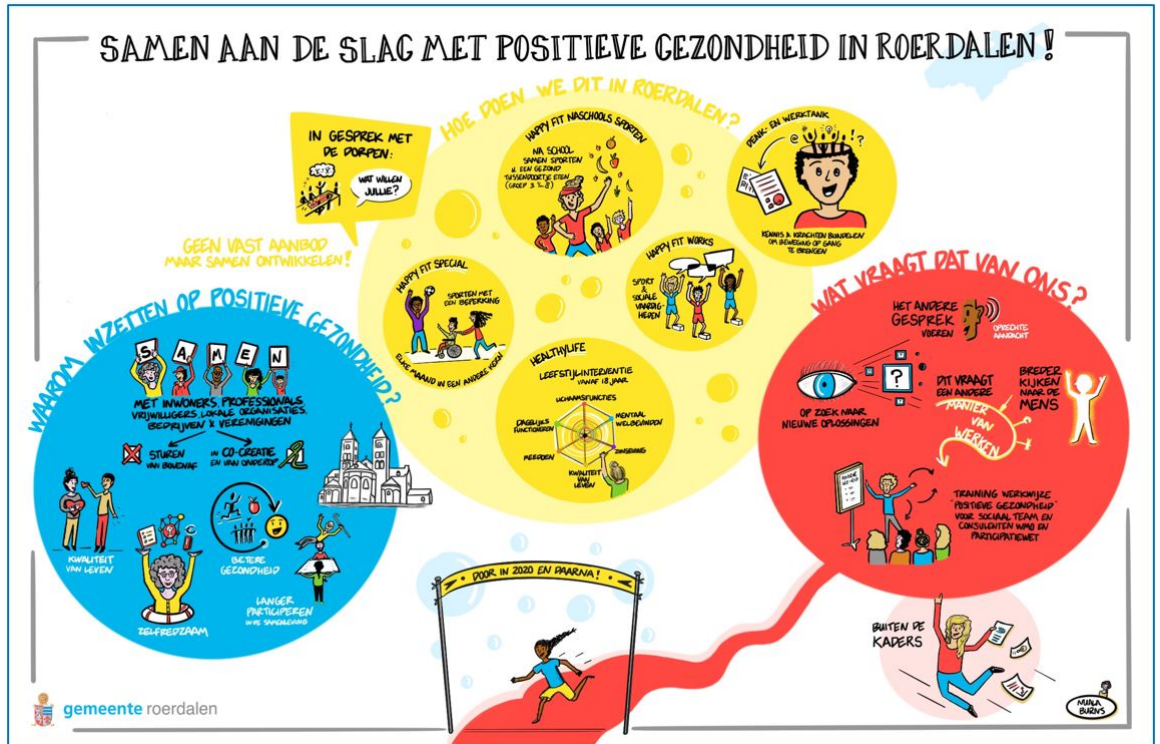 SAMEN AAN DE SLAG MET POSITIEVE GEZONDHEID IN ROERDALEN!
HOE DOEN WE DIT IN ROERDALEN?
IN GESPREK MET
DE DORPEN:
WAT WILLEN
JULLIE?
GEEN VAST AANBOD
MAAR SAMEN ONTWIKKELEN!
HAPPY FIT NASCHOOLS SPORTEN
NA SCHOOL
SAMEN SPORTEN
& EEN GEZOND
TUSSENDOORTJE ETEN
(GROEP 3 T/M 8)
DENK- EN WERKTANK
KENNIS & KRACHTEN BUNDELEN
OM BEWEGING OP GANG
TE BRENGEN
HAPPY FIT SPECIAL
SPORTEN MET
EEN BEPERKING
ELKE MAAND IN EEN ANDERE KERN
HAPPY FIT WORKS
SPORT
&
SOCIALE
VAARDIG-
HEDEN
HEALTHYLIFE
LEEFSTIJLINTERVENTIE
VANAF 18 JAAR
LICHAAMSFUNCTIES
DAGELIJKS
FUNCTIONEREN
MENTAAL
WELBEVINDEN
MEEDOEN
ZINGEVING
KWALITEIT
VAN
LEVEN
WAAROM INZETTEN OP POSITIEVE GEZONDHEID?
SAMEN
MET INWONERS, PROFESSIONALS,
VRIJWILLIGERS, LOKALE ORGANISATIES,
BEDRIJVEN & VERENIGINGEN
STUREN
VAN BOVENAF
IN CO-CREATIE
EN VAN ONDEROP
KWALITEIT
VAN LEVEN
BETERE
GEZONDHEID
ZELFREDZAAM
LANGER
PARTICIPEREN
IN DE SAMENLEVING
WAT VRAAGT DAT VAN ONS?
HET ANDERE
GESPREK
VOEREN
OPRECHTE
AANDACHT
?
OP ZOEK NAAR
NIEUWE OPLOSSINGEN
DIT VRAAGT
EEN ANDERE
MANIER
VAN
WERKEN
BREDER
KIJKEN
NAAR DE
MENS
TRAINING WERKWIJZE
"POSITIEVE GEZONDHEID"
VOOR SOCIAAL TEAM EN
CONSULENTEN WMO EN
PARTICIPATIEWET
DOOR IN 2020 EN DAARNA!
BUITEN DE
KADERS
gemeente roerdalen